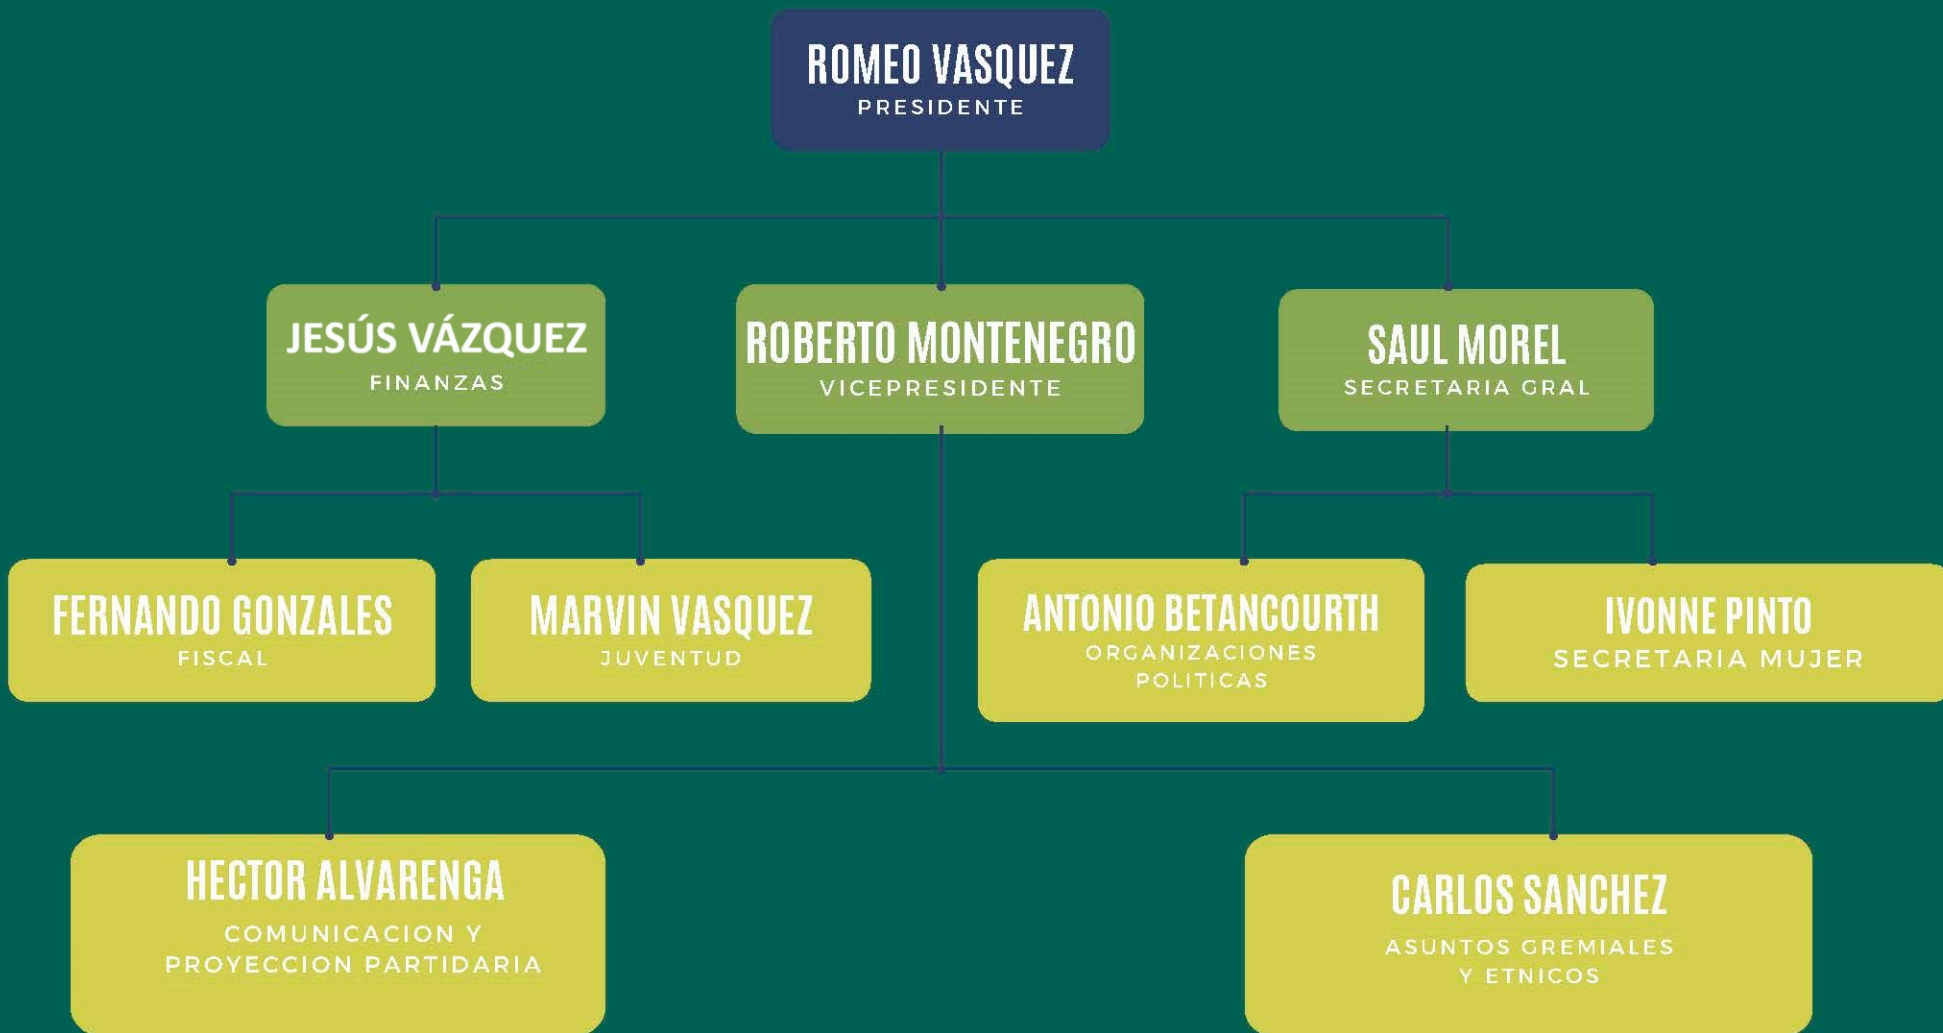 ROMEO VASQUEZ
PRESIDENTE
JESÚS VÁZQUEZ
FINANZAS
ROBERTO MONTENEGRO
VICEPRESIDENTE
SAUL MOREL
SECRETARIA GRAL
FERNANDO GONZALES
FISCAL
MARVIN VASQUEZ
JUVENTUD
ANTONIO BETANCOURTH
ORGANIZACIONES
POLITICAS
IVONNE PINTO
SECRETARIA MUJER
HECTOR ALVARENGA
COMUNICACION Y
PROYECCION PARTIDARIA
CARLOS SANCHEZ
ASUNTOS GREMIALES
Y ETNICOS